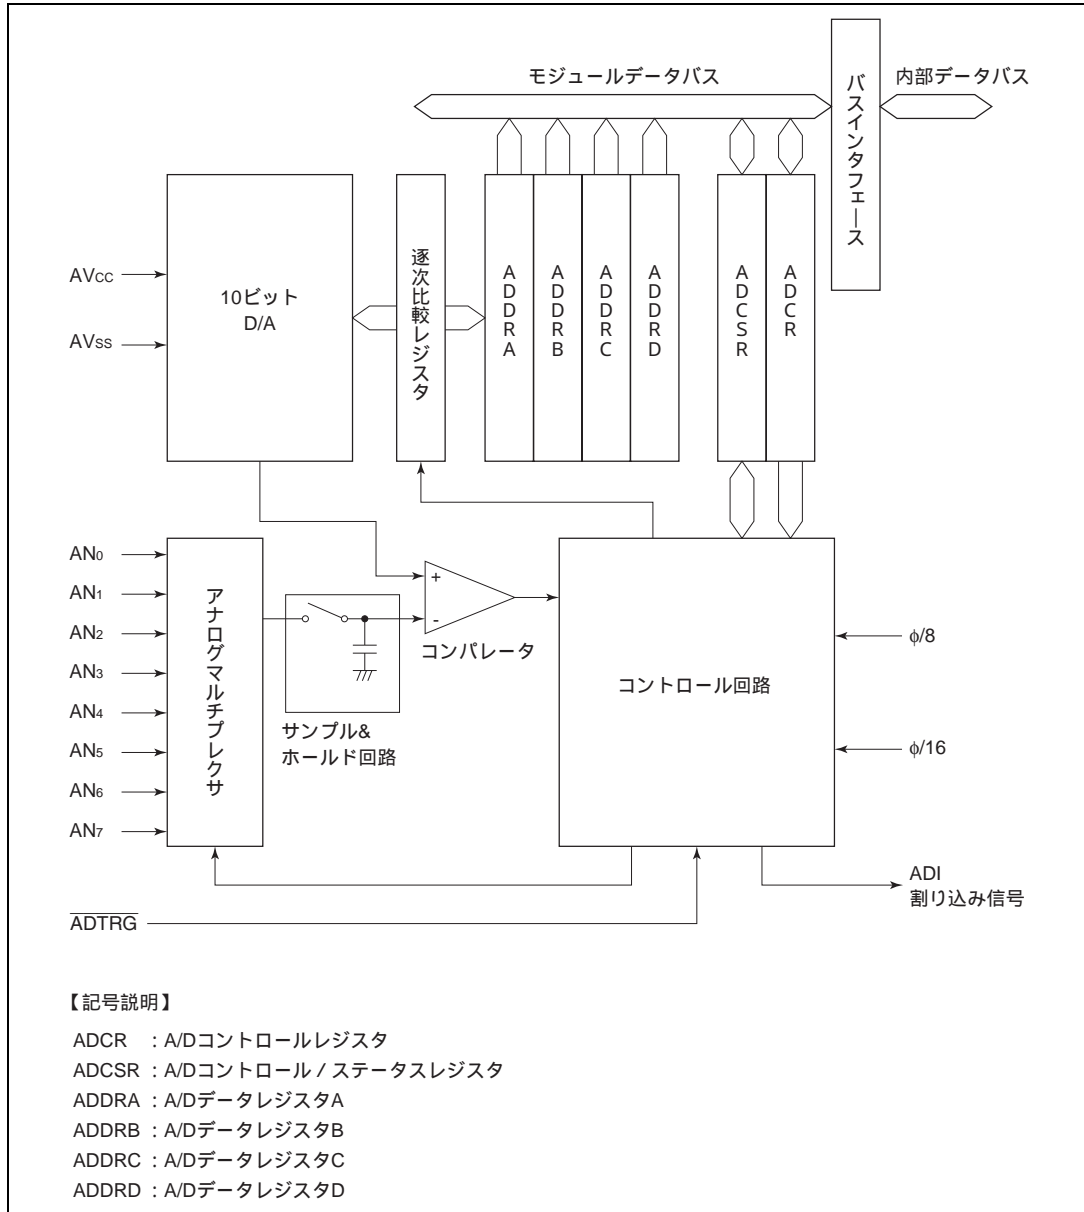 モジュールデータバス
内部データバス
バスインタフェース
AVCC
AVSS
10ビット
D/A
逐次比較レジスタ
ADDRA
ADDRB
ADDRC
ADDRD
ADCSR
ADCR
AN0
AN1
AN2
AN3
AN4
AN5
AN6
AN7
アナログマルチプレクサ
+
-
コンパレータ
サンプル&
ホールド回路
コントロール回路
φ/8
φ/16
ADI
割り込み信号
ADTRG
【記号説明】
ADCR :A/Dコントロールレジスタ
ADCSR :A/Dコントロール/ステータスレジスタ
ADDRA :A/DデータレジスタA
ADDRB :A/DデータレジスタB
ADDRC :A/DデータレジスタC
ADDRD :A/DデータレジスタD